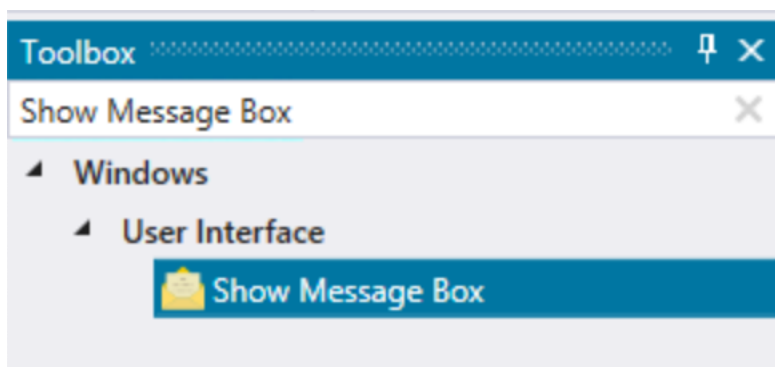 Toolbox
Show Message Box
Windows
User Interface
Show Message Box